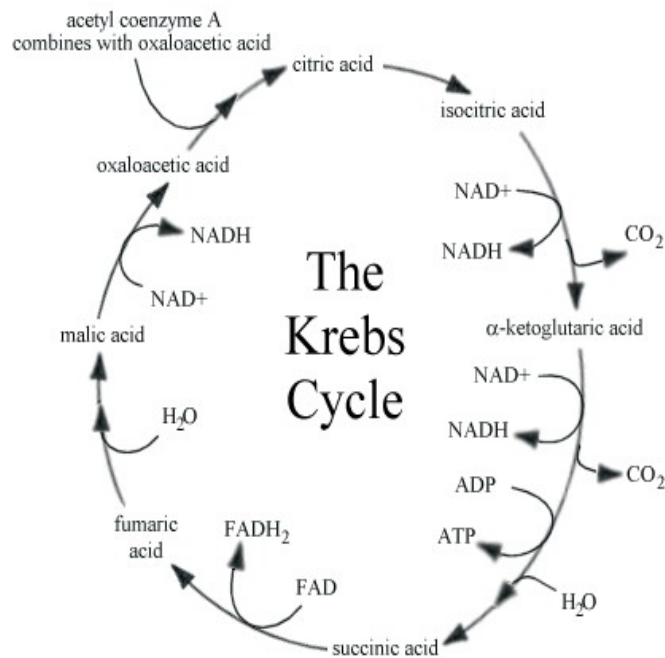 acetyl coenzyme A
combines with oxaloacetic acid
citric acid
isocitric acid
oxaloacetic acid
NAD+
NADH
CO₂
NADH
NAD+
The
Krebs
Cycle
malic acid
α-ketoglutaric acid
NAD+
NADH
CO₂
H₂O
ADP
ATP
fumaric
acid
FADH₂
FAD
H₂O
succinic acid